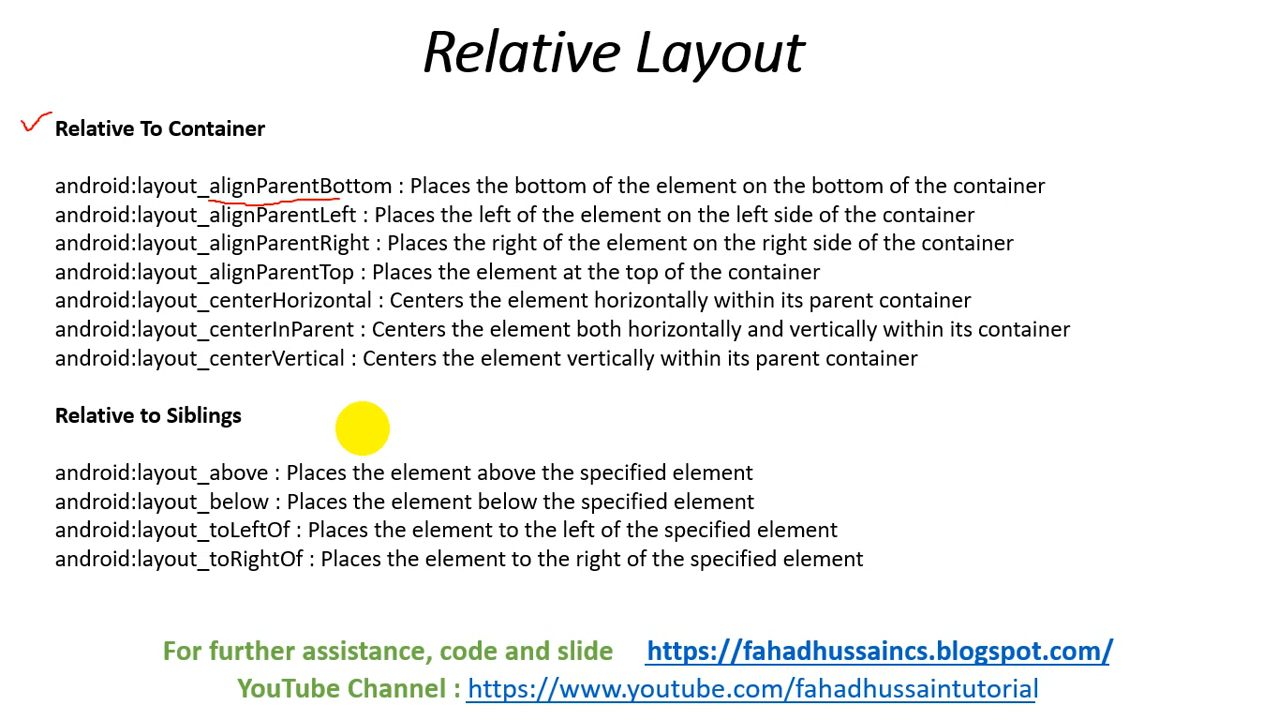 Relative Layout
Relative To Container
android:layout_alignParentBottom : Places the bottom of the element on the bottom of the container
android:layout_alignParentLeft : Places the left of the element on the left side of the container
android:layout_alignParentRight : Places the right of the element on the right side of the container
android:layout_alignParentTop : Places the element at the top of the container
android:layout_centerHorizontal : Centers the element horizontally within its parent container
android:layout_centerInParent : Centers the element both horizontally and vertically within its container
android:layout_centerVertical : Centers the element vertically within its parent container
Relative to Siblings
android:layout_above : Places the element above the specified element
android:layout_below : Places the element below the specified element
android:layout_toLeftOf : Places the element to the left of the specified element
android:layout_toRightOf : Places the element to the right of the specified element
For further assistance, code and slide https://fahadhussaincs.blogspot.com/
YouTube Channel : https://www.youtube.com/fahadhussaintutorial